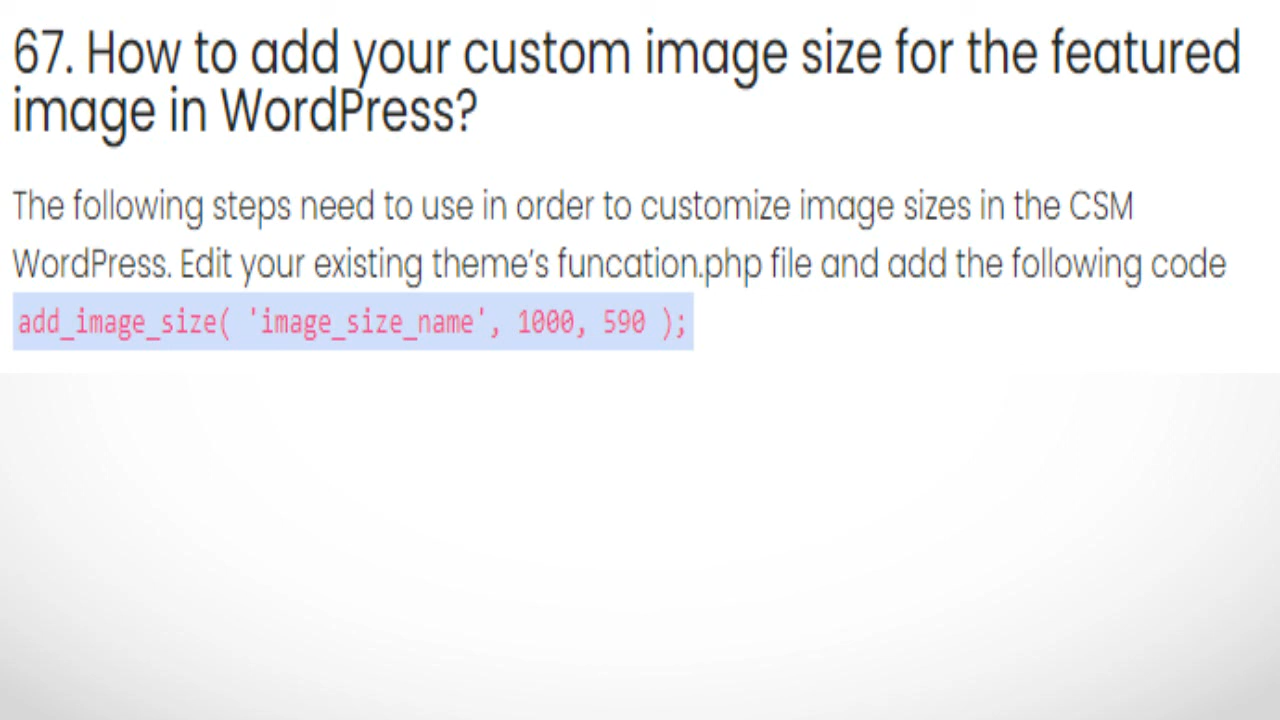 67. How to add your custom image size for the featured
image in WordPress?
The following steps need to use in order to customize image sizes in the CSM
WordPress. Edit your existing theme’s funcation.php file and add the following code
add_image_size( 'image_size_name', 1000, 590 );